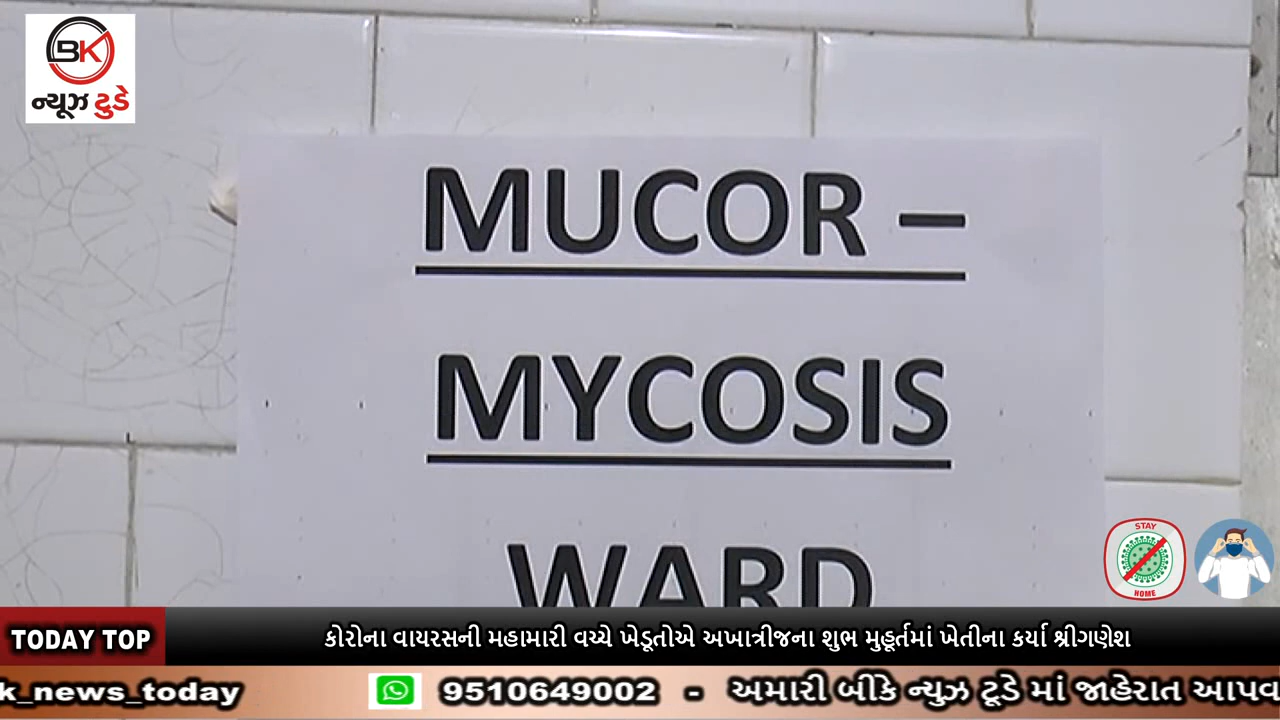 BK
ન્યૂઝ ટુડે
MUCOR –
MYCOSIS
WARD
STAY
HOME
TODAY TOP
કોરોના વાયરસની મહામારી વચ્ચે ખેડૂતોએ અખાત્રીજના શુભ મુહૂર્તમાં ખેતીના કર્યા શ્રીગણેશ
k_news_today 9510649002 - અમારી બીકે ન્યુઝ ટૂડે માં જાહેરાત આપવ